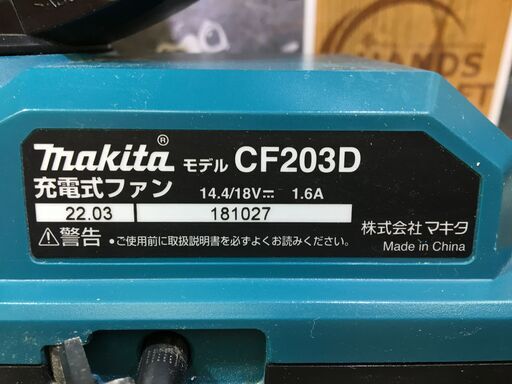 HANDS
makita® モデル CF203D
充電式ファン 14.4/18V⎓ 1.6A
22.03 181027
⚠警告 •ご使用前に取扱説明書を必ずよくお読みください。
株式会社マキタ
Made in China